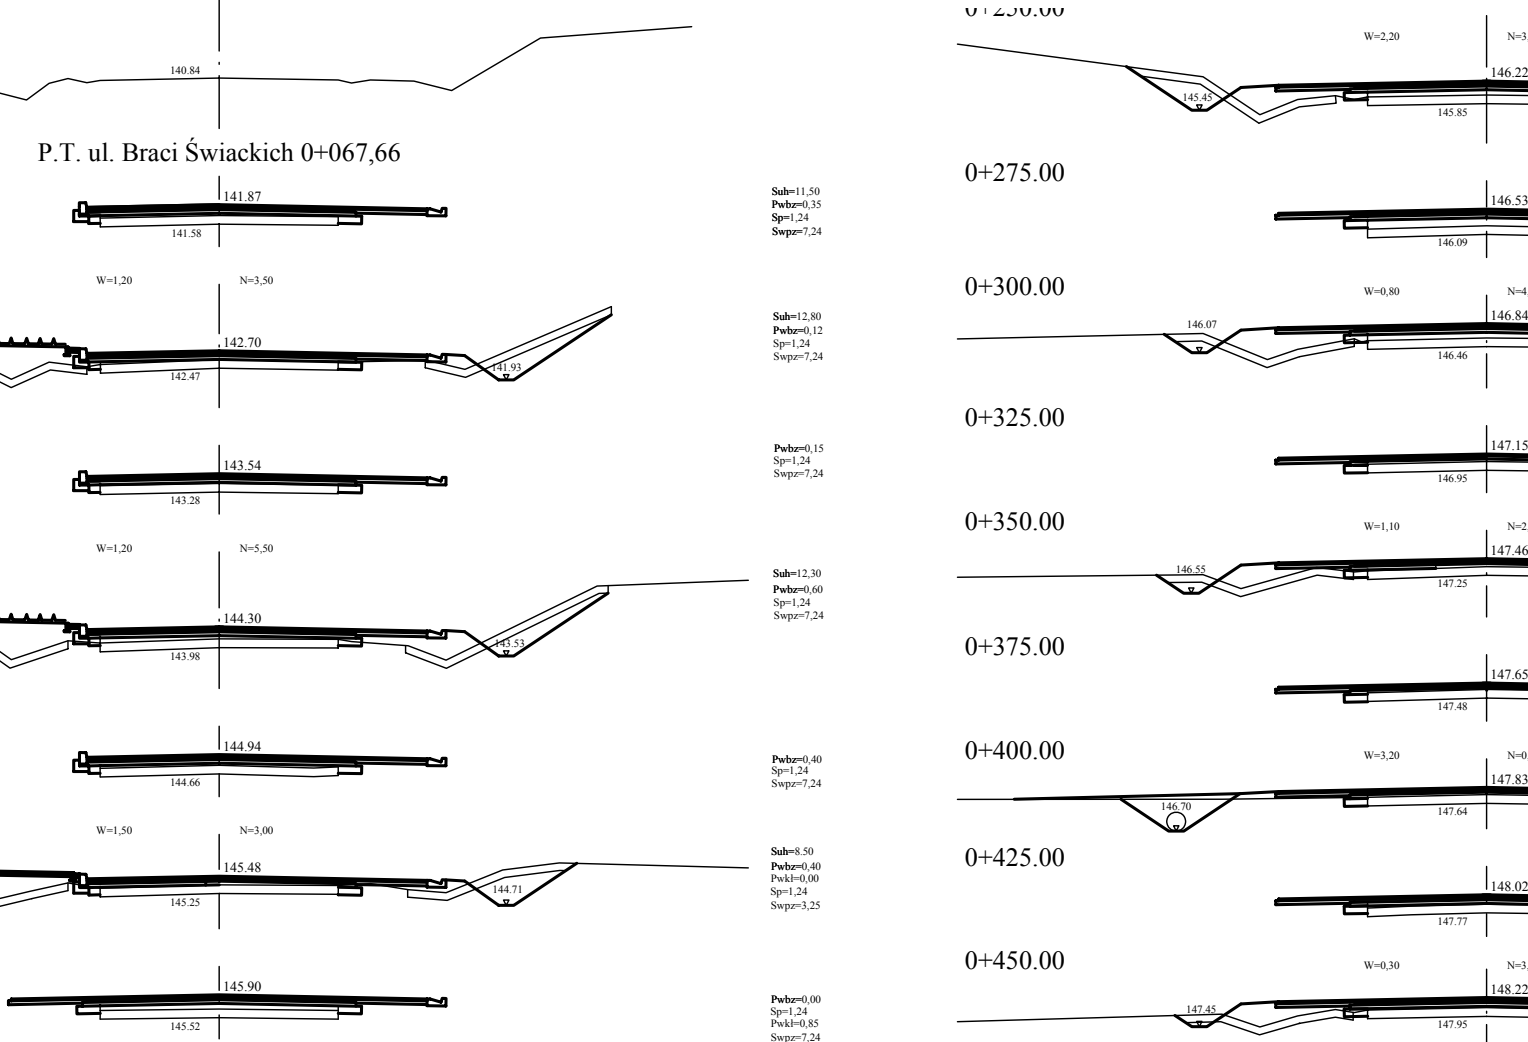 140.84
P.T. ul. Braci Świackich 0+067,66
141.87
141.58
Suh=11,50
Pwbz=0,35
Sp=1,24
Swpz=7,24
W=1,20 N=3,50
142.70
142.47
141.93
Suh=12,80
Pwbz=0,12
Sp=1,24
Swpz=7,24
143.54
143.28
Pwbz=0,15
Sp=1,24
Swpz=7,24
W=1,20 N=5,50
144.30
143.98
143.53
Suh=12,30
Pwbz=0,60
Sp=1,24
Swpz=7,24
144.94
144.66
Pwbz=0,40
Sp=1,24
Swpz=7,24
W=1,50 N=3,00
145.48
145.25
144.71
Suh=8.50
Pwbz=0,40
Pwkł=0,00
Sp=1,24
Swpz=3,25
145.90
145.52
Pwbz=0,00
Sp=1,24
Pwkł=0,85
Swpz=7,24
0+250.00
W=2,20 N=3,
146.22
145.45
145.85
0+275.00
146.53
146.09
0+300.00
W=0,80 N=4,
146.84
146.07
146.46
0+325.00
147.15
146.95
0+350.00
W=1,10 N=2,
147.46
146.55
147.25
0+375.00
147.65
147.48
0+400.00
W=3,20 N=0,
147.83
146.70
147.64
0+425.00
148.02
147.77
0+450.00
W=0,30 N=3,
148.22
147.45
147.95